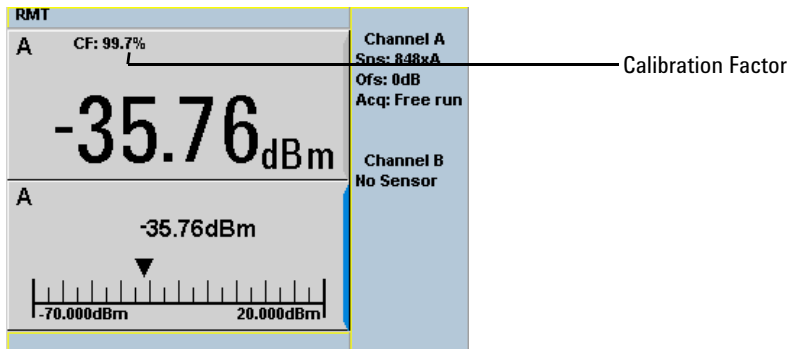 RMT
A
CF: 99.7%
-35.76dBm
A
-35.76dBm
-70.000dBm
20.000dBm
Channel A
Sns: 848xA
Ofs: 0dB
Acq: Free run
Channel B
No Sensor
Calibration Factor